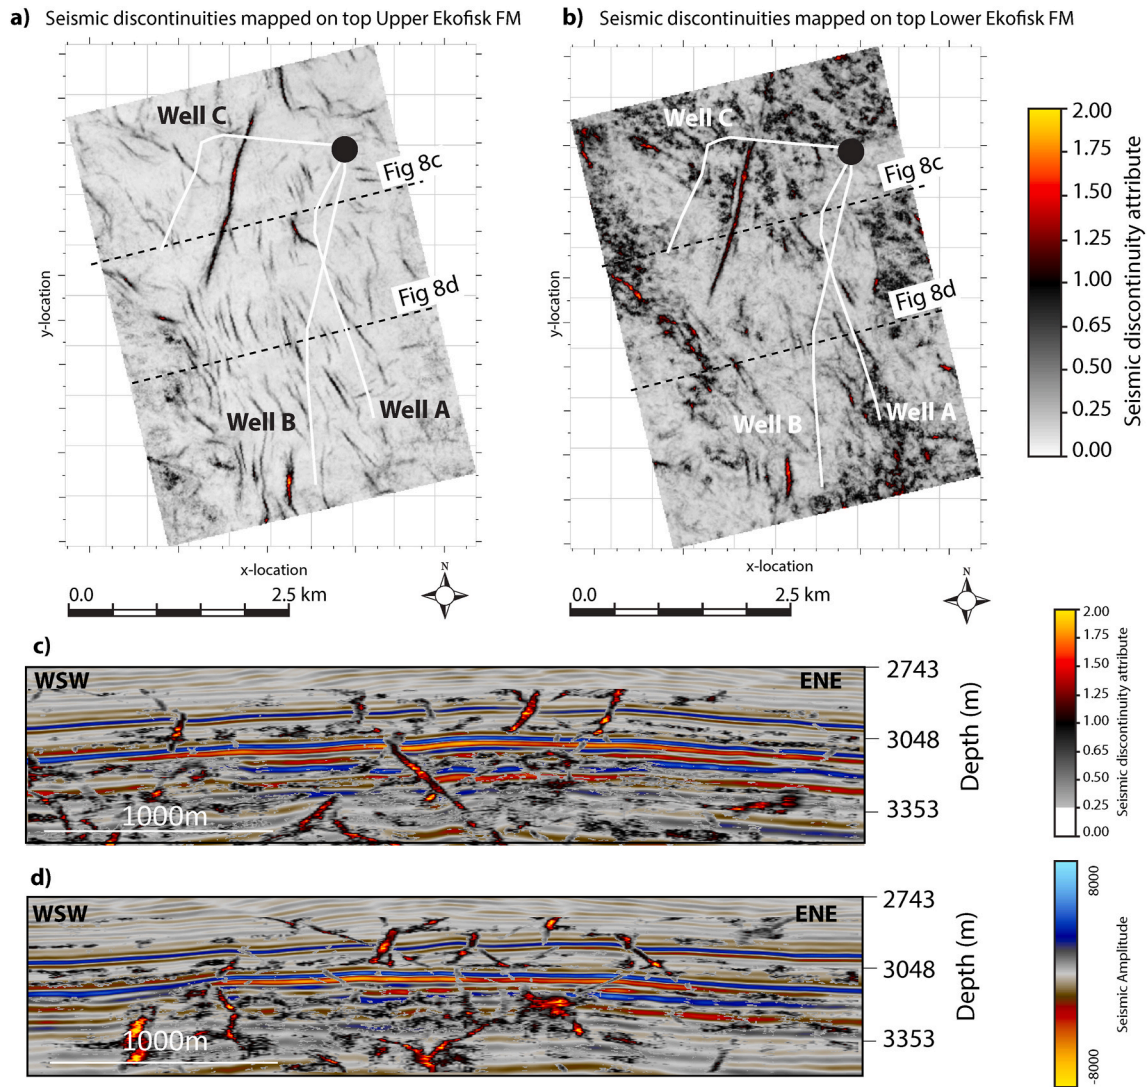 a) Seismic discontinuities mapped on top Upper Ekofisk FM
b) Seismic discontinuities mapped on top Lower Ekofisk FM
Well C
Fig 8c
Fig 8d
Well B
Well A
y-location
x-location
0.0 2.5 km
N
Well C
Fig 8c
Fig 8d
Well B
Well A
y-location
x-location
0.0 2.5 km
N
2.00
1.75
1.50
1.25
1.00
0.65
0.50
0.25
0.00
Seismic discontinuity attribute
c)
WSW
ENE
1000m
2743
3048
3353
Depth (m)
2.00
1.75
1.50
1.25
1.00
0.65
0.50
0.25
0.00
Seismic discontinuity attribute
d)
WSW
ENE
1000m
2743
3048
3353
Depth (m)
8000
-8000
Seismic Amplitude